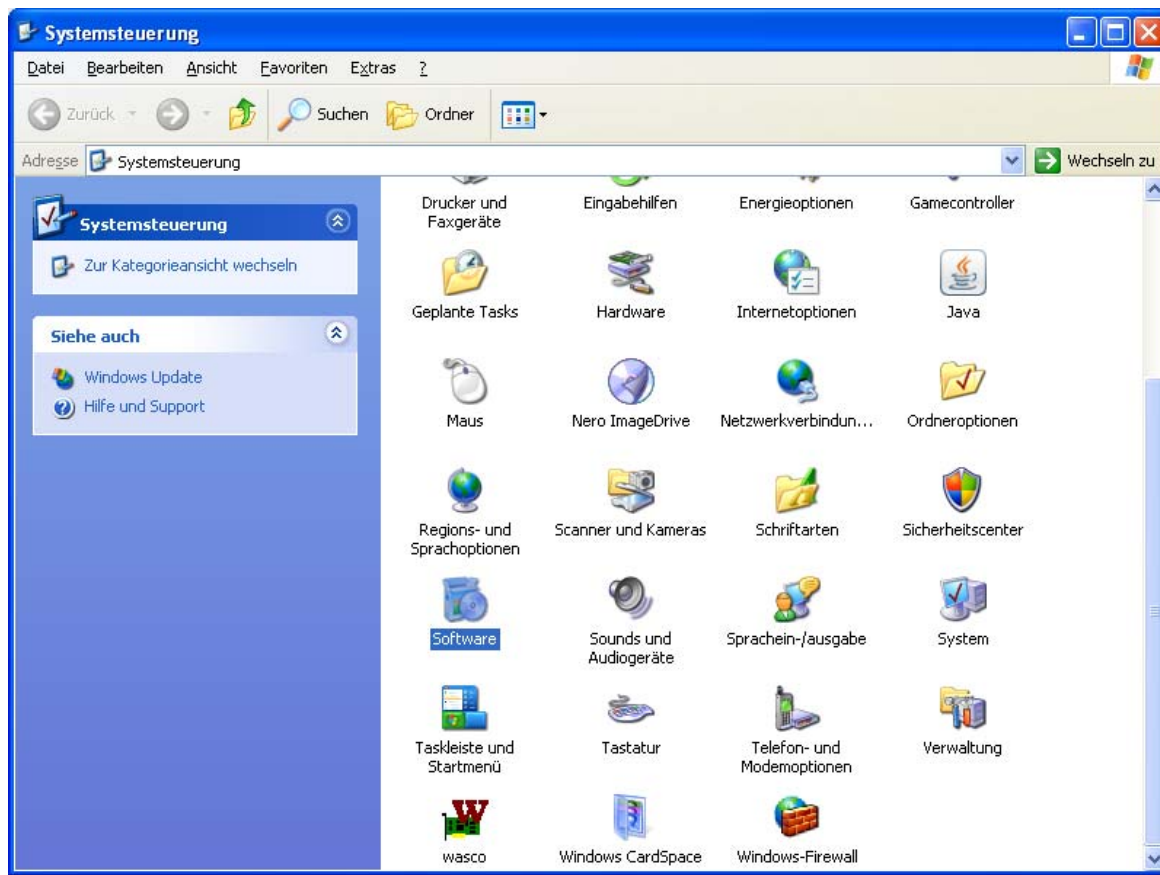 Systemsteuerung
Datei Bearbeiten Ansicht Favoriten Extras ?
Zurück Suchen Ordner
Adresse Systemsteuerung Wechseln zu
Systemsteuerung
Zur Kategorieansicht wechseln
Siehe auch
Windows Update
Hilfe und Support
Drucker und
Faxgeräte
Eingabehilfen
Energieoptionen
Gamecontroller
Geplante Tasks
Hardware
Internetoptionen
Java
Maus
Nero ImageDrive
Netzwerkverbindun...
Ordneroptionen
Regions- und
Sprachoptionen
Scanner und Kameras
Schriftarten
Sicherheitscenter
Software
Sounds und
Audiogeräte
Sprachein-/ausgabe
System
Taskleiste und
Startmenü
Tastatur
Telefon- und
Modemoptionen
Verwaltung
W
wasco
Windows CardSpace
Windows-Firewall